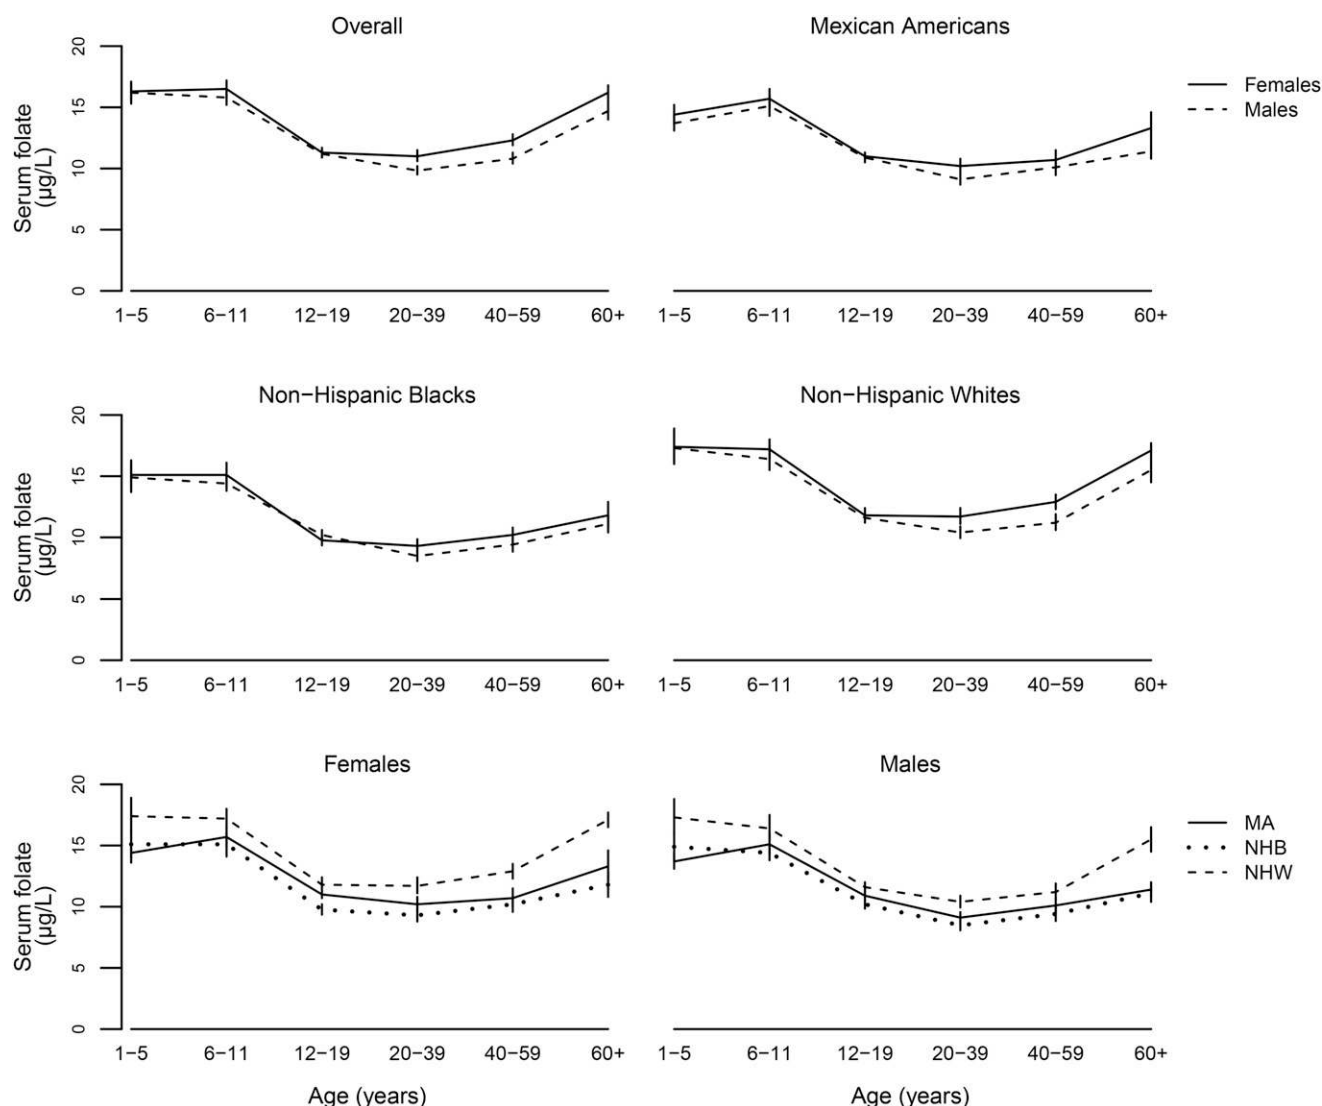 Overall
Mexican Americans
Serum folate
(µg/L)
20
15
10
5
0
1−5 6−11 12−19 20−39 40−59 60+
1−5 6−11 12−19 20−39 40−59 60+
Females
Males
Non−Hispanic Blacks
Non−Hispanic Whites
Serum folate
(µg/L)
20
15
10
5
0
1−5 6−11 12−19 20−39 40−59 60+
1−5 6−11 12−19 20−39 40−59 60+
Females
Males
Serum folate
(µg/L)
20
15
10
5
0
1−5 6−11 12−19 20−39 40−59 60+
1−5 6−11 12−19 20−39 40−59 60+
MA
NHB
NHW
Age (years)
Age (years)